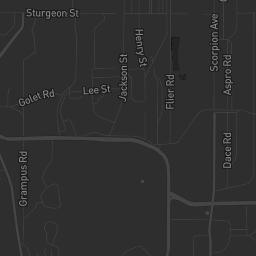 Sturgeon St
Henry St
Scorpion Ave
Jackson St
Aspro Rd
Flier Rd
Lee St
Golet Rd
Grampus Rd
Dace Rd